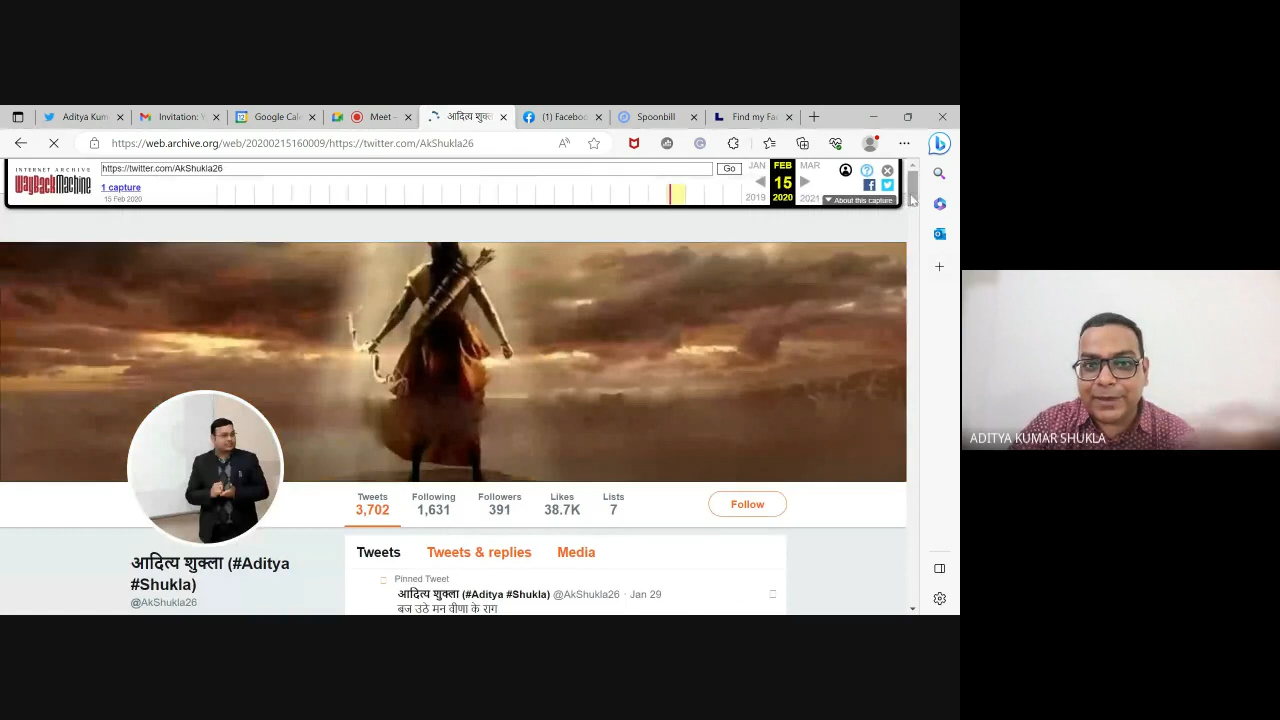 Aditya Kum
Invitation: Y
Google Cal
Meet -
आदित्य शुक्ल
(1) Faceboo
Spoonbill
Find my Fac
https://web.archive.org/web/20200215160009/https://twitter.com/AkShukla26
INTERNET ARCHIVE
WayBackMachine
https://twitter.com/AkShukla26
Go
JAN
FEB
MAR
1 capture
15 Feb 2020
15
2019
2020
2021
About this capture
Tweets
Following
Followers
Likes
Lists
3,702
1,631
391
38.7K
7
Follow
Tweets
Tweets & replies
Media
आदित्य शुक्ला (#Aditya
#Shukla)
@AkShukla26
Pinned Tweet
आदित्य शुक्ला (#Aditya #Shukla) @AkShukla26 · Jan 29
बज उठे मन वीणा के राग
ADITYA KUMAR SHUKLA